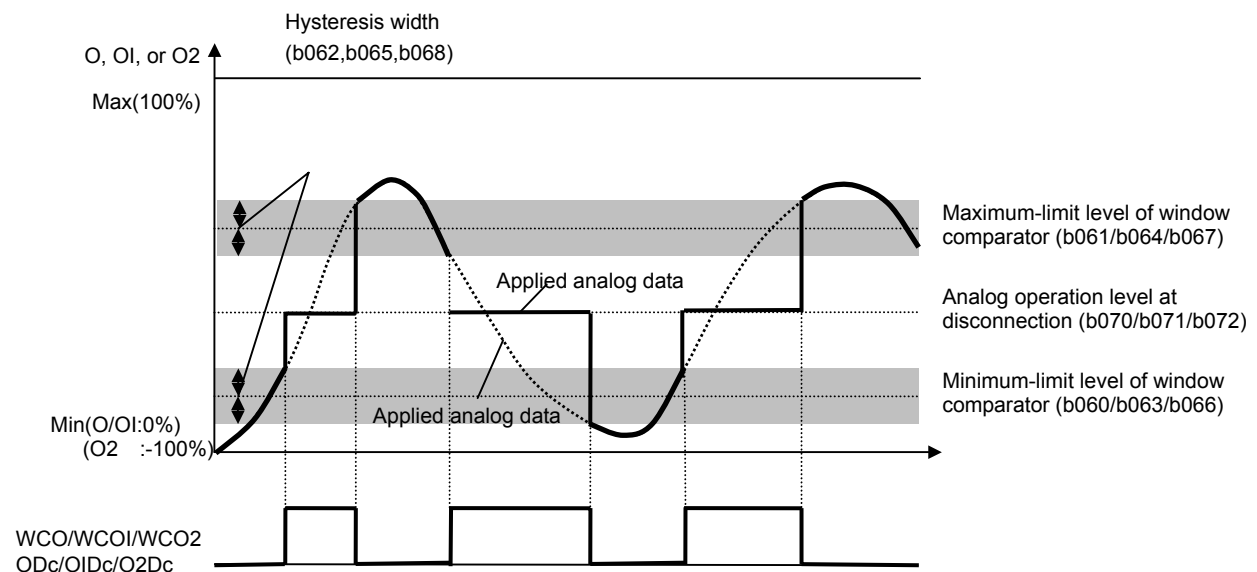 Hysteresis width
(b062,b065,b068)
O, OI, or O2
Max(100%)
Maximum-limit level of window
comparator (b061/b064/b067)
Applied analog data
Analog operation level at
disconnection (b070/b071/b072)
Minimum-limit level of window
comparator (b060/b063/b066)
Applied analog data
Min(O/OI:0%)
(O2 :-100%)
WCO/WCOI/WCO2
ODc/OIDc/O2Dc